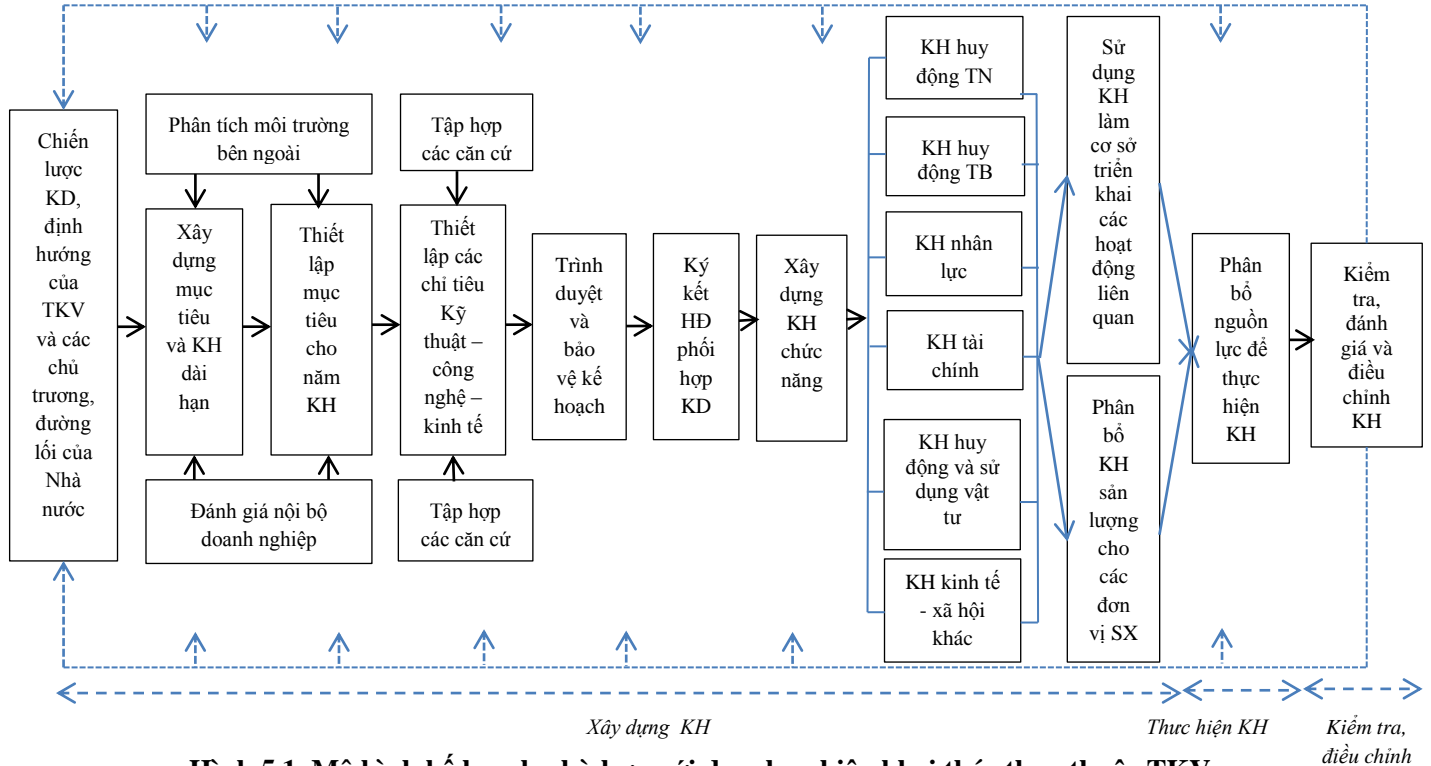 Chiến
lược
KD,
định
hướng
của
TKV
và các
chủ
trương,
đường
lối của
Nhà
nước
Phân tích môi trường
bên ngoài
Xây
dựng
mục
tiêu
và KH
dài
hạn
Thiết
lập
mục
tiêu
cho
năm
KH
Đánh giá nội bộ
doanh nghiệp
Tập hợp
các căn cứ
Thiết
lập các
chỉ tiêu
Kỹ
thuật –
công
nghệ –
kinh tế
Tập hợp
các căn cứ
Trình
duyệt
và
bảo
vệ kế
hoạch
Ký
kết
HĐ
phối
hợp
KD
Xây
dựng
KH
chức
năng
KH huy
động TN
KH huy
động TB
KH nhân
lực
KH tài
chính
KH huy
động và sử
dụng vật
tư
KH kinh tế
- xã hội
khác
Sử
dụng
KH
làm
cơ sở
triển
khai
các
hoạt
động
liên
quan
Phân
bổ
KH
sản
lượng
cho
các
đơn
vị SX
Phân
bổ
nguồn
lực để
thực
hiện
KH
Kiểm
tra,
đánh
giá và
điều
chỉnh
KH
Xây dựng KH
Thưc hiện KH
Kiểm tra,
điều chỉnh